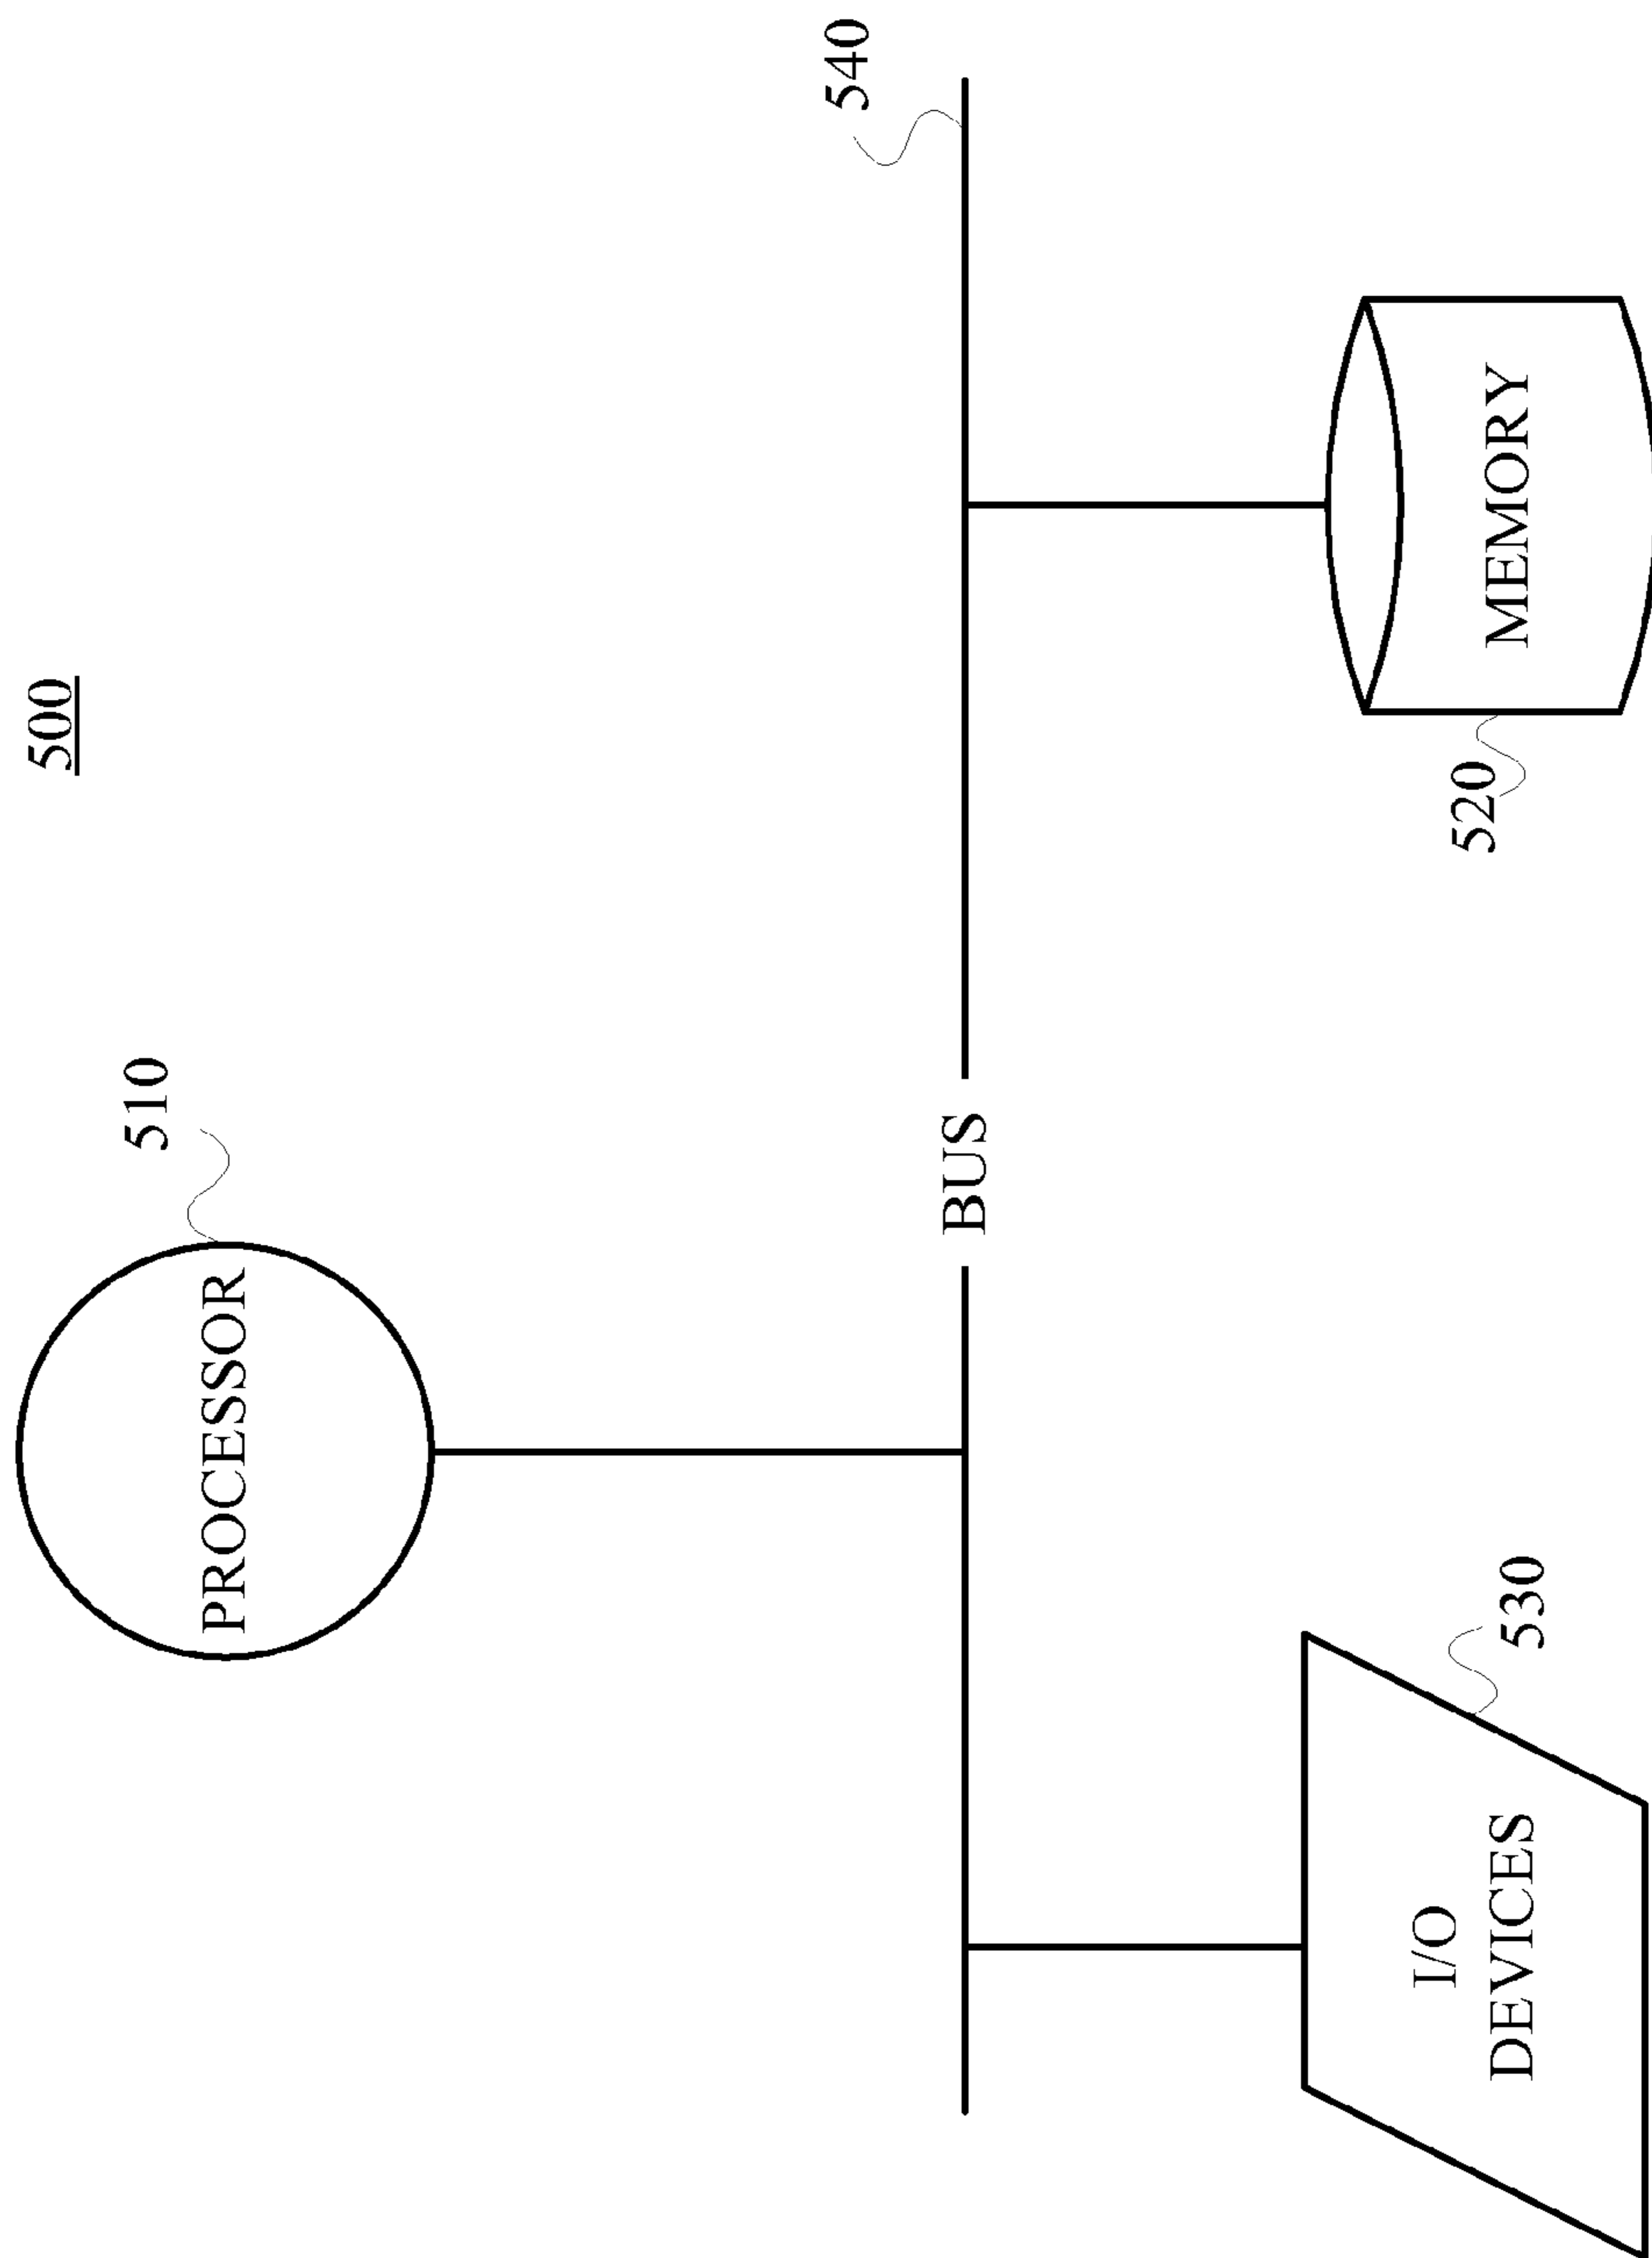 500
510
PROCESSOR
540
BUS
I/O
DEVICES
530
520
MEMORY